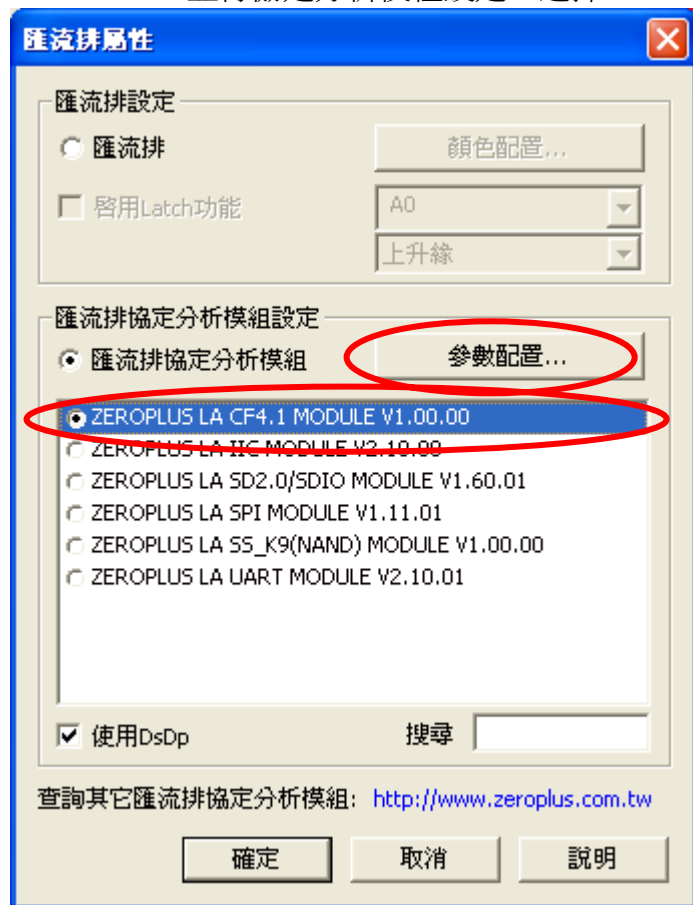 匯流排屬性
匯流排設定
匯流排
顏色配置...
啓用Latch功能
A0
上升緣
匯流排協定分析模組設定
匯流排協定分析模組
參數配置...
ZEROPLUS LA CF4.1 MODULE V1.00.00
ZEROPLUS LA IIC MODULE V2.10.00
ZEROPLUS LA SD2.0/SDIO MODULE V1.60.01
ZEROPLUS LA SPI MODULE V1.11.01
ZEROPLUS LA SS_K9(NAND) MODULE V1.00.00
ZEROPLUS LA UART MODULE V2.10.01
使用DsDp
搜尋
查詢其它匯流排協定分析模組: http://www.zeroplus.com.tw
確定
取消
說明